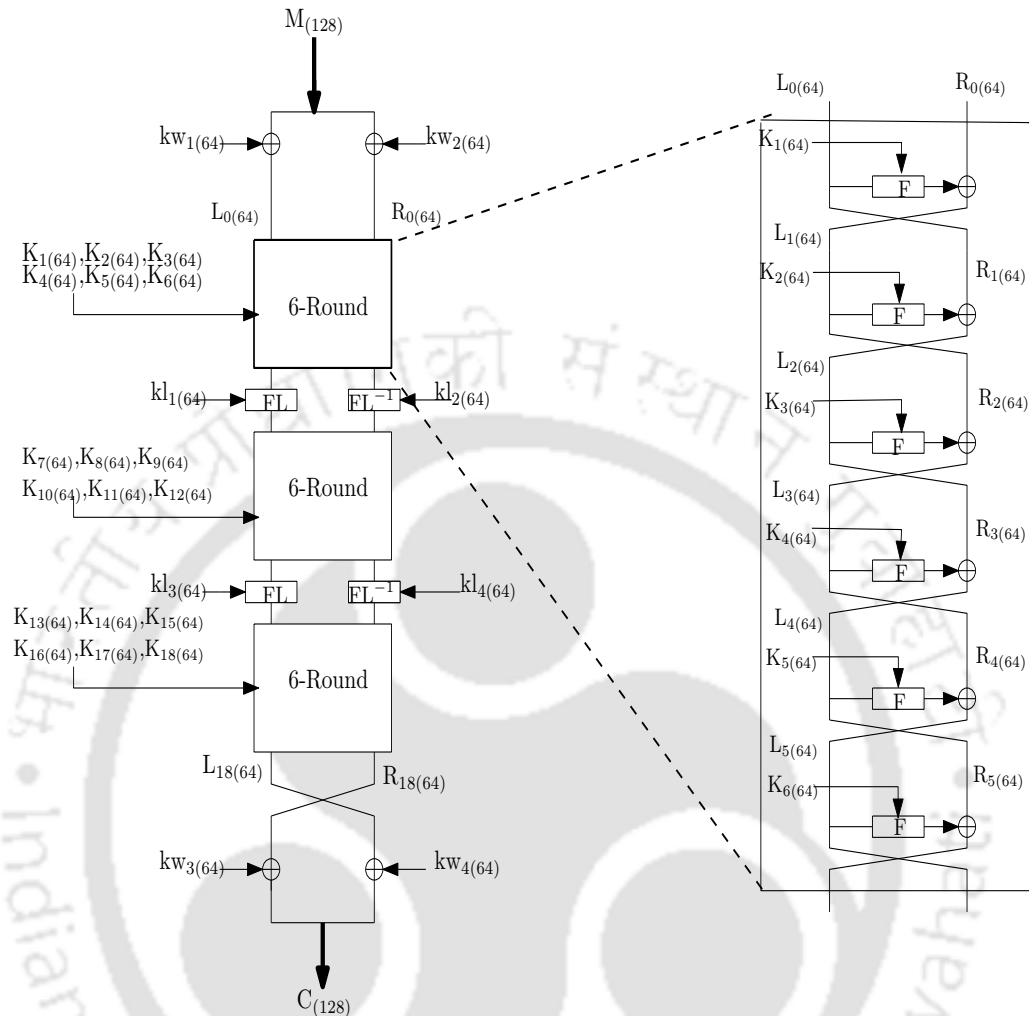 M(128)
kw1(64)
kw2(64)
L0(64)
R0(64)
K1(64),K2(64),K3(64)
K4(64),K5(64),K6(64)
6-Round
kl1(64)
FL
FL−1
kl2(64)
K7(64),K8(64),K9(64)
K10(64),K11(64),K12(64)
6-Round
kl3(64)
FL
FL−1
kl4(64)
K13(64),K14(64),K15(64)
K16(64),K17(64),K18(64)
6-Round
L18(64)
R18(64)
kw3(64)
kw4(64)
C(128)
L0(64)
R0(64)
K1(64)
F
L1(64)
R1(64)
K2(64)
F
L2(64)
R2(64)
K3(64)
F
L3(64)
R3(64)
K4(64)
F
L4(64)
R4(64)
K5(64)
F
L5(64)
R5(64)
K6(64)
F
Indian
wahati